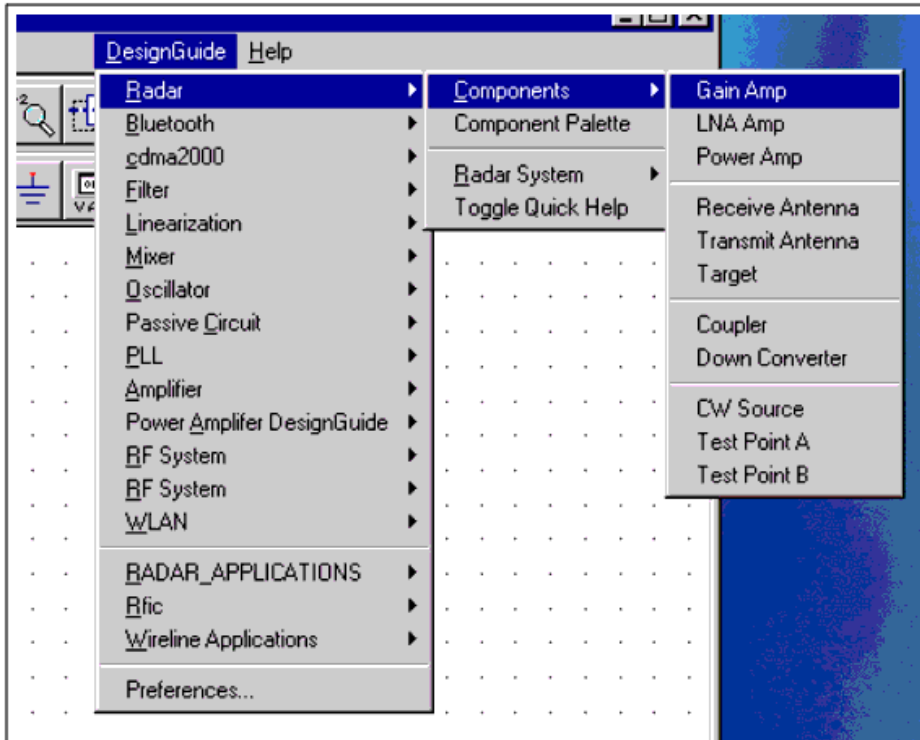 DesignGuide Help
Radar
Bluetooth
cdma2000
Filter
Linearization
Mixer
Oscillator
Passive Circuit
PLL
Amplifier
Power Amplifer DesignGuide
RF System
RF System
WLAN
RADAR_APPLICATIONS
Rfic
Wireline Applications
Preferences...
Components
Component Palette
Radar System
Toggle Quick Help
Gain Amp
LNA Amp
Power Amp
Receive Antenna
Transmit Antenna
Target
Coupler
Down Converter
CW Source
Test Point A
Test Point B